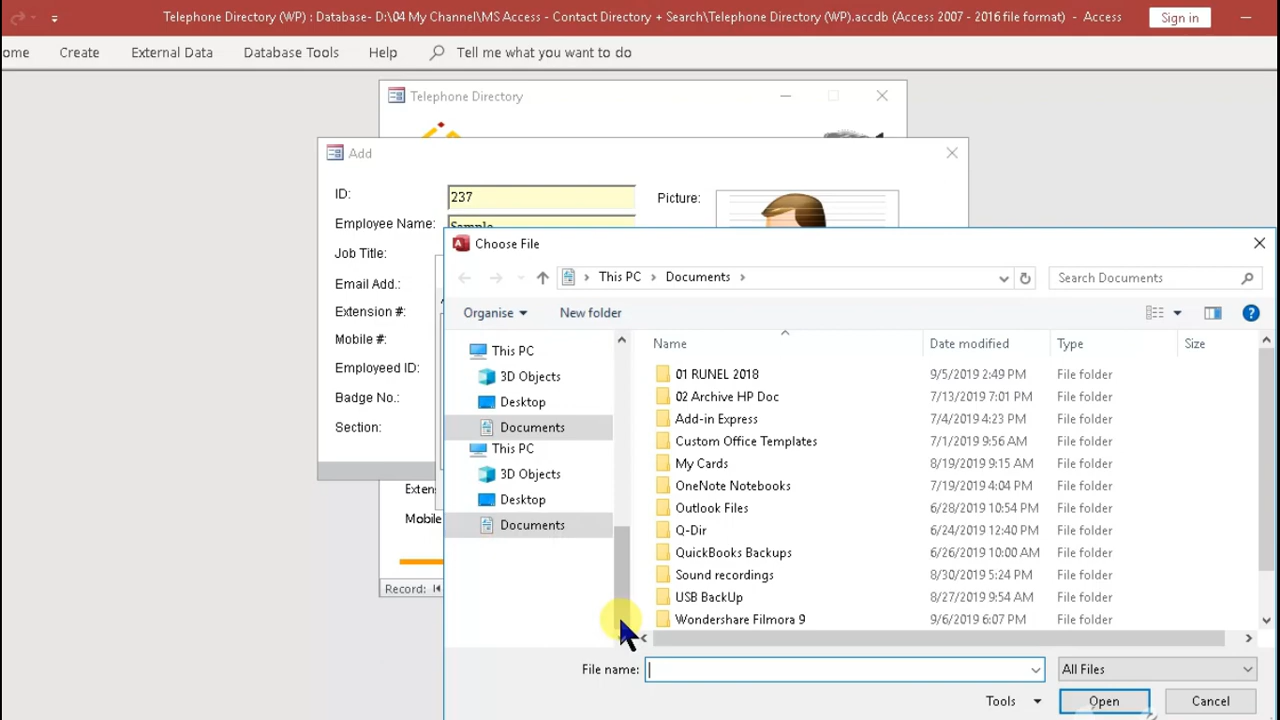 Telephone Directory (WP) : Database- D:\04 My Channel\MS Access - Contact Directory + Search\Telephone Directory (WP).accdb (Access 2007 - 2016 file format) - Access
Sign in
ome Create External Data Database Tools Help Tell me what you want to do
Telephone Directory
Add
ID: 237 Picture:
Employee Name: Sample
Job Title:
Email Add.:
Extension #:
Mobile #:
Employed ID:
Badge No.:
Section:
Exten
Mobil
Record:
Choose File
This PC > Documents >
Search Documents
Organise New folder
This PC
3D Objects
Desktop
Documents
This PC
3D Objects
Desktop
Documents
Name Date modified Type Size
01 RUNEL 2018 9/5/2019 2:49 PM File folder
02 Archive HP Doc 7/13/2019 7:01 PM File folder
Add-in Express 7/4/2019 4:23 PM File folder
Custom Office Templates 7/1/2019 9:56 AM File folder
My Cards 8/19/2019 9:15 AM File folder
OneNote Notebooks 7/19/2019 4:04 PM File folder
Outlook Files 6/28/2019 10:54 PM File folder
Q-Dir 6/24/2019 12:40 PM File folder
QuickBooks Backups 6/26/2019 10:00 AM File folder
Sound recordings 8/30/2019 5:24 PM File folder
USB BackUp 8/27/2019 9:54 AM File folder
Wondershare Filmora 9 9/6/2019 6:07 PM File folder
File name: All Files
Tools Open Cancel